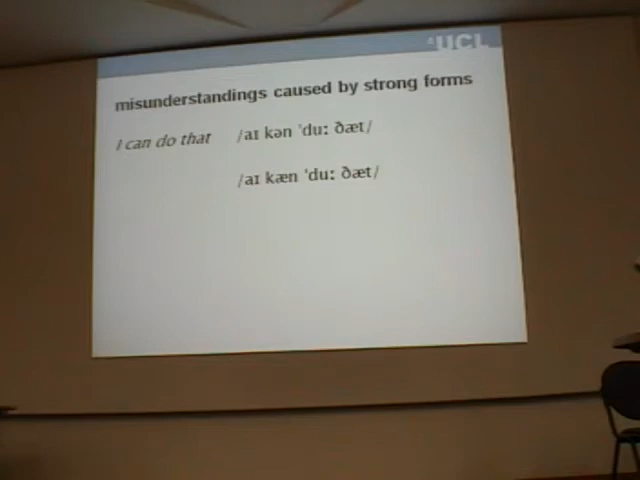 UCL
misunderstandings caused by strong forms
I can do that /aɪ kən ˈduː ðæt/
/aɪ kæn ˈduː ðæt/